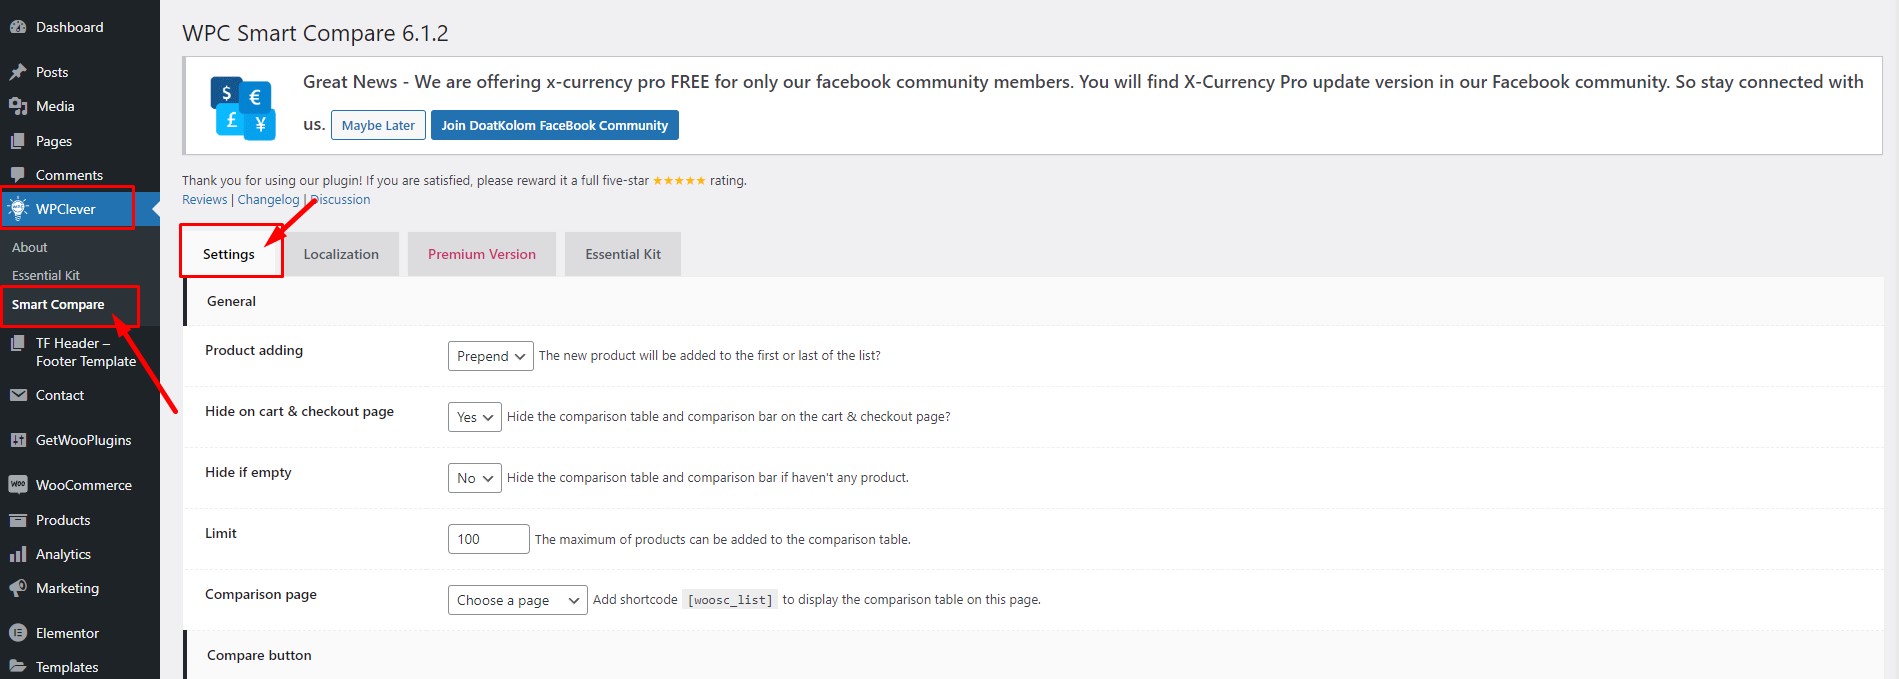 Dashboard
Posts
Media
Pages
Comments
WPClever
About
Essential Kit
Smart Compare
TF Header –
Footer Template
Contact
GetWooPlugins
WooCommerce
Products
Analytics
Marketing
Elementor
Templates
WPC Smart Compare 6.1.2
Great News - We are offering x-currency pro FREE for only our facebook community members. You will find X-Currency Pro update version in our Facebook community. So stay connected with
us. Maybe Later Join DoatKolom FaceBook Community
Thank you for using our plugin! If you are satisfied, please reward it a full five-star ★★★★★ rating.
Reviews | Changelog | Discussion
Settings Localization Premium Version Essential Kit
General
Product adding Prepend The new product will be added to the first or last of the list?
Hide on cart & checkout page Yes Hide the comparison table and comparison bar on the cart & checkout page?
Hide if empty No Hide the comparison table and comparison bar if haven't any product.
Limit 100 The maximum of products can be added to the comparison table.
Comparison page Choose a page Add shortcode [woosc_list] to display the comparison table on this page.
Compare button